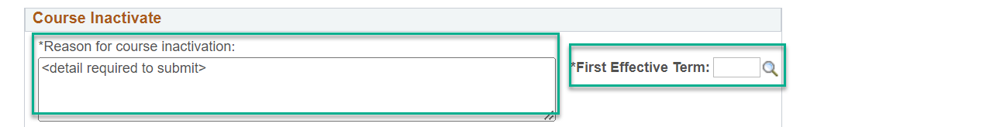 Course Inactivate
*Reason for course inactivation:
<detail required to submit>
*First Effective Term: